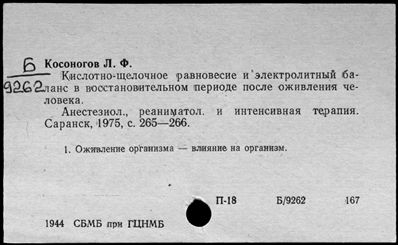 Б
9262
Косоногов Л. Ф.
Кислотно-щелочное равновесие и электролитный ба-
ланс в восстановительном периоде после оживления че-
ловека.
Анестезиол., реаниматол. и интенсивная терапия.
Саранск, 1975, с. 265—266.
1. Оживление организма — влияние на организм.
П-18 Б/9262 167
1944 СБМБ при ГЦНМБ